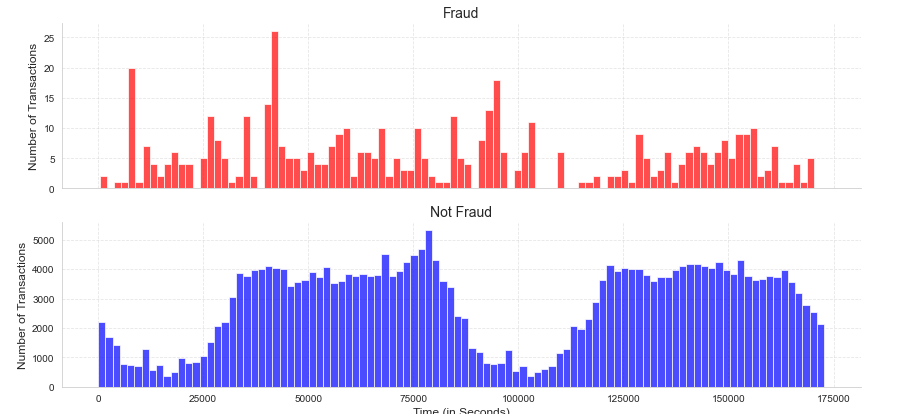 Fraud
Number of Transactions
25
20
15
10
5
0
Not Fraud
Number of Transactions
5000
4000
3000
2000
1000
0
0 25000 50000 75000 100000 125000 150000 175000
Time (in Seconds)